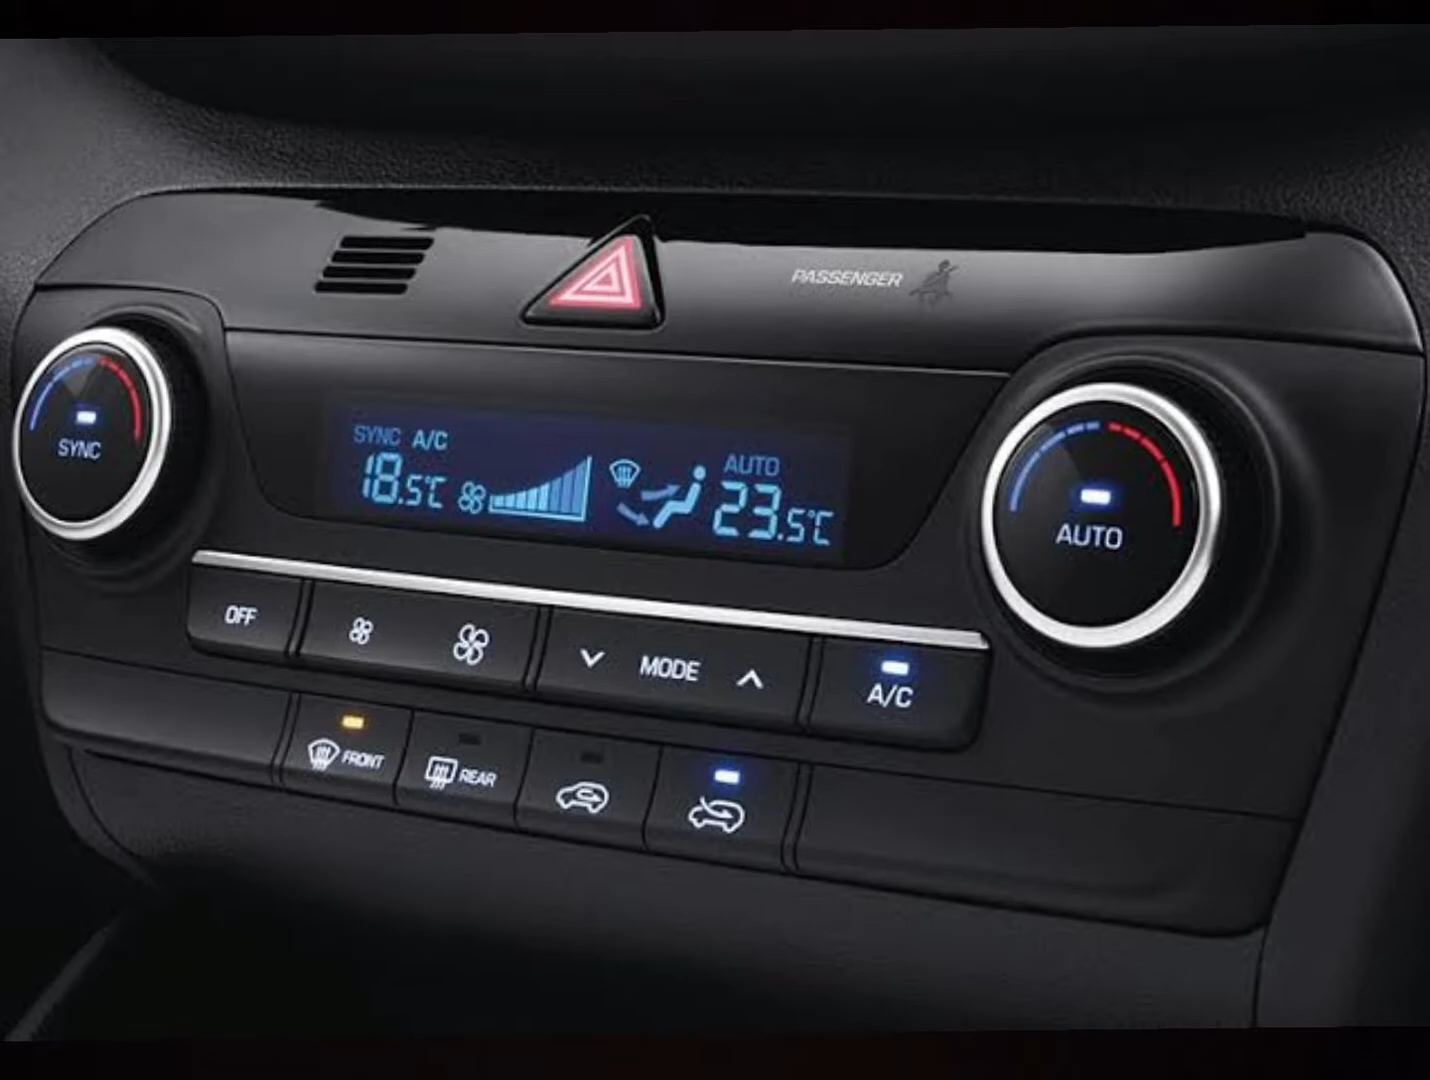 PASSENGER
SYNC
SYNC A/C
18.5°C
AUTO
23.5°C
AUTO
OFF
MODE
A/C
FRONT
REAR